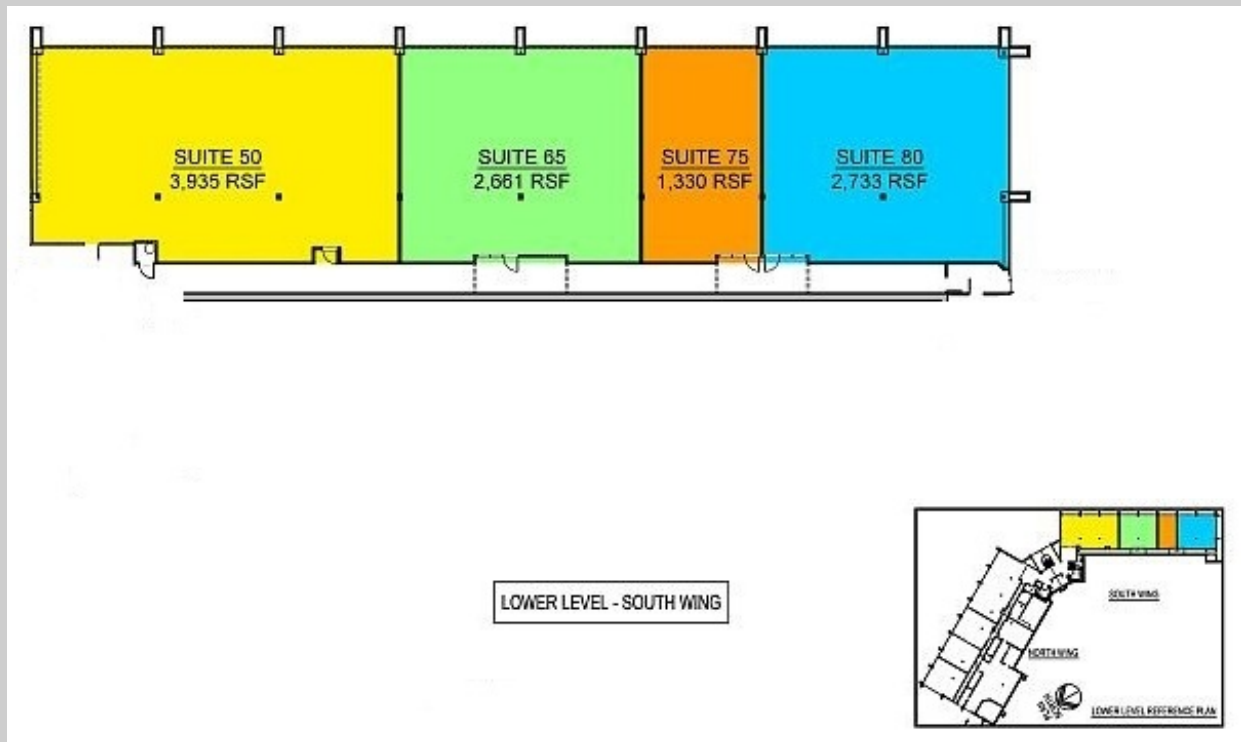 SUITE 50
3,935 RSF
SUITE 65
2,661 RSF
SUITE 75
1,330 RSF
SUITE 80
2,733 RSF
LOWER LEVEL - SOUTH WING
SOUTH WING
NORTH WING
LOWER LEVEL REFERENCE PLAN